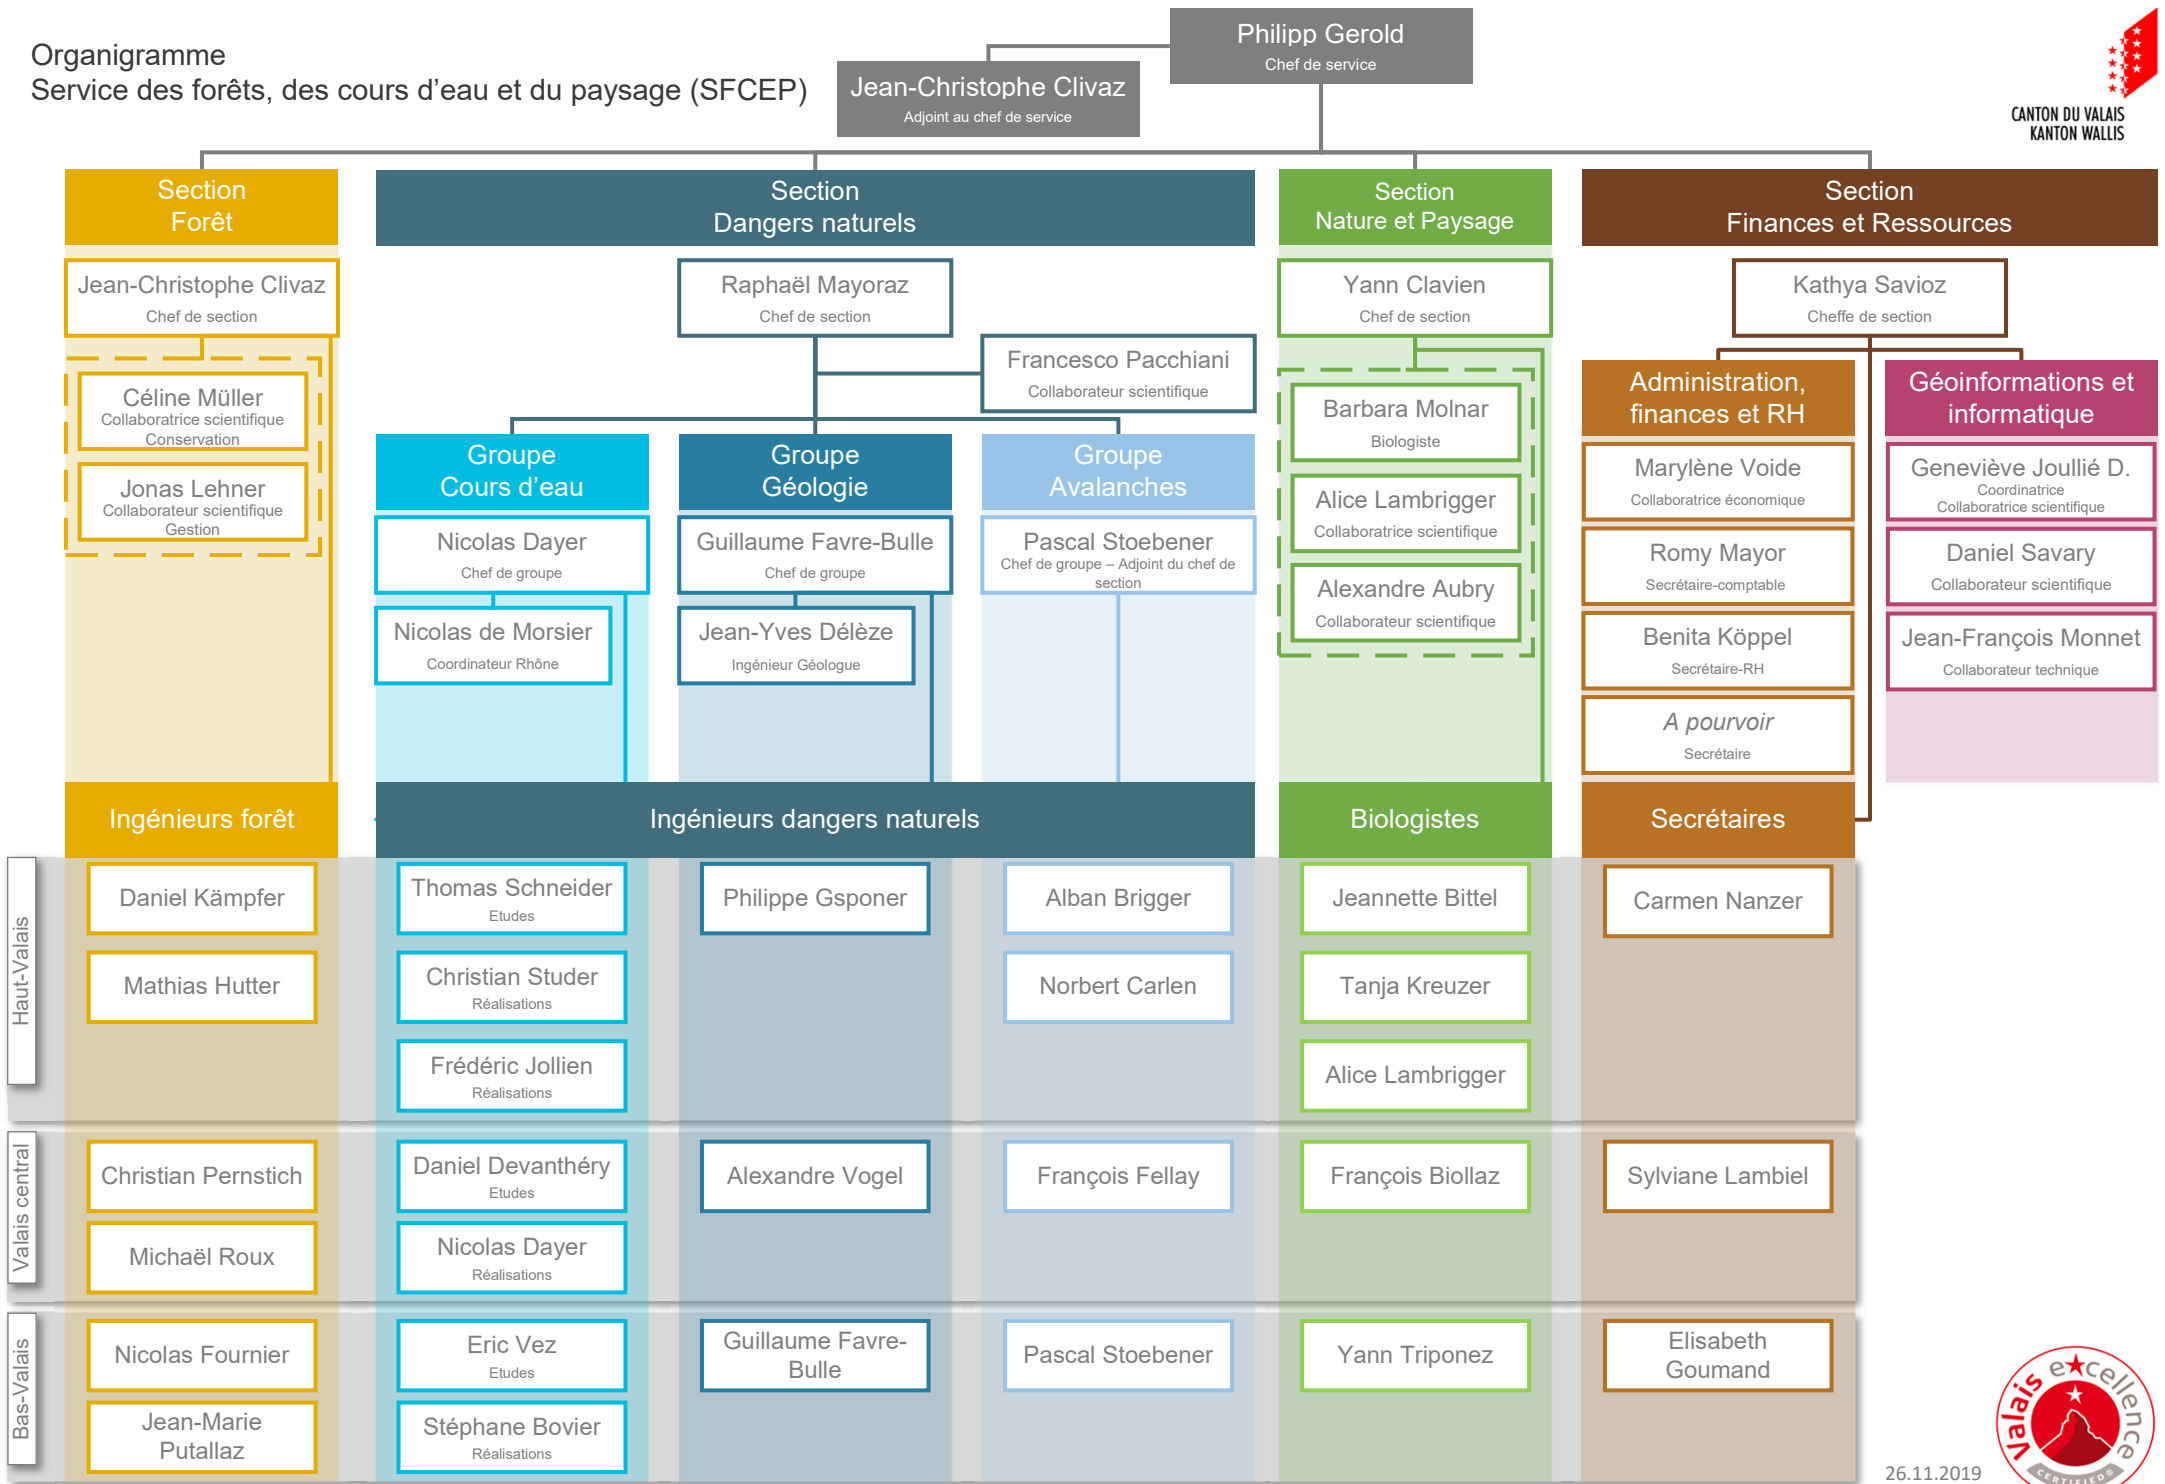 Organigramme
Service des forêts, des cours d'eau et du paysage (SFCEP)
Philipp Gerold
Chef de service
Jean-Christophe Clivaz
Adjoint au chef de service
CANTON DU VALAIS
KANTON WALLIS
Section
Forêt
Section
Dangers naturels
Section
Nature et Paysage
Section
Finances et Ressources
Jean-Christophe Clivaz
Chef de section
Raphaël Mayoraz
Chef de section
Yann Clavien
Chef de section
Kathya Savioz
Cheffe de section
Céline Müller
Collaboratrice scientifique
Conservation
Jonas Lehner
Collaborateur scientifique
Gestion
Francesco Pacchiani
Collaborateur scientifique
Groupe
Cours d'eau
Groupe
Géologie
Groupe
Avalanches
Nicolas Dayer
Chef de groupe
Guillaume Favre-Bulle
Chef de groupe
Pascal Stoebener
Chef de groupe – Adjoint du chef de
section
Nicolas de Morsier
Coordinateur Rhône
Jean-Yves Délèze
Ingénieur Géologue
Barbara Molnar
Biologiste
Alice Lambrigger
Collaboratrice scientifique
Alexandre Aubry
Collaborateur scientifique
Administration,
finances et RH
Géoinformations et
informatique
Marylène Voide
Collaboratrice économique
Romy Mayor
Secrétaire-comptable
Benita Köppel
Secrétaire-RH
A pourvoir
Secrétaire
Geneviève Joullié D.
Coordinatrice
Collaboratrice scientifique
Daniel Savary
Collaborateur scientifique
Jean-François Monnet
Collaborateur technique
Ingénieurs forêt
Ingénieurs dangers naturels
Biologistes
Secrétaires
Haut-Valais
Daniel Kämpfer
Thomas Schneider
Etudes
Philippe Gsponer
Alban Brigger
Jeannette Bittel
Carmen Nanzer
Mathias Hutter
Christian Studer
Réalisations
Norbert Carlen
Tanja Kreuzer
Frédéric Jollien
Réalisations
Alice Lambrigger
Valais central
Christian Pernstich
Daniel Devanthéry
Etudes
Alexandre Vogel
François Fellay
François Biollaz
Sylviane Lambiel
Michaël Roux
Nicolas Dayer
Réalisations
Bas-Valais
Nicolas Fournier
Eric Vez
Etudes
Guillaume Favre-
Bulle
Pascal Stoebener
Yann Triponez
Elisabeth
Goumand
Jean-Marie
Putallaz
Stéphane Bovier
Réalisations
26.11.2019
Valais excellence
CERTIFIED®